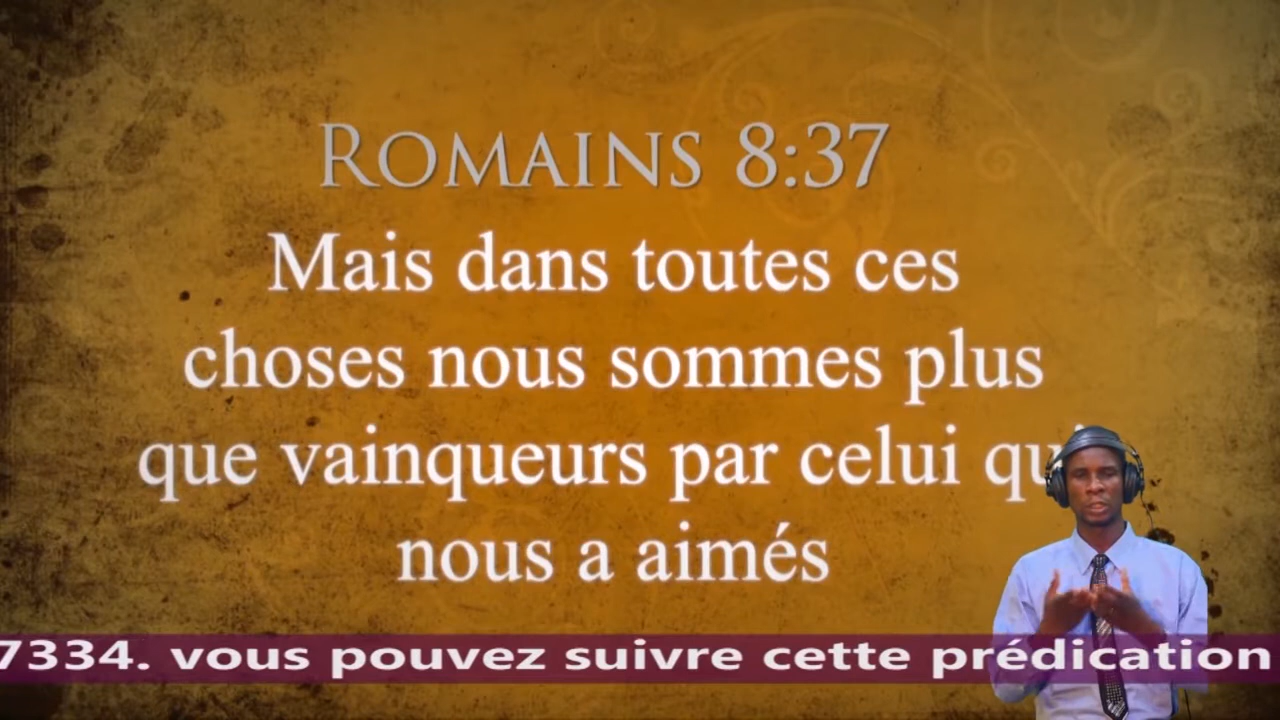 ROMAINS 8:37
Mais dans toutes ces
choses nous sommes plus
que vainqueurs par celui qui
nous a aimés
7334. vous pouvez suivre cette prédication